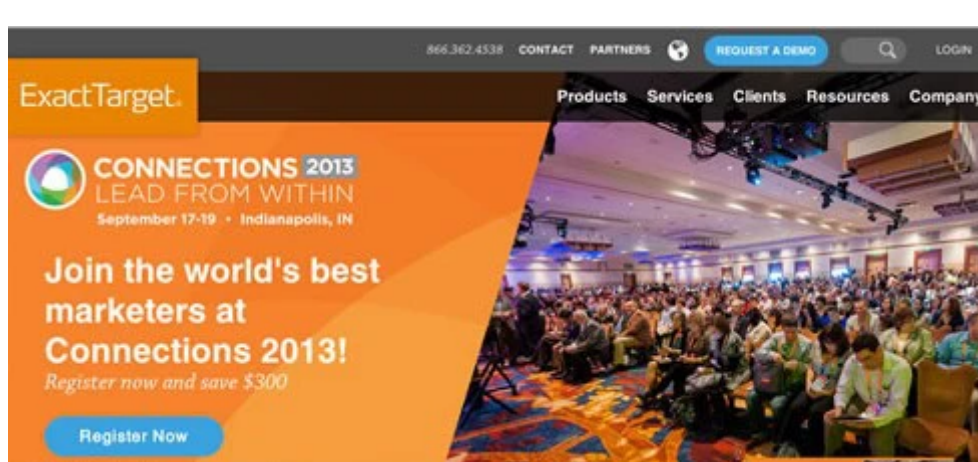 866.362.4538 CONTACT PARTNERS REQUEST A DEMO LOGIN
ExactTarget.
Products Services Clients Resources Company
CONNECTIONS 2013
LEAD FROM WITHIN
September 17-19 • Indianapolis, IN
Join the world's best
marketers at
Connections 2013!
Register now and save $300
Register Now